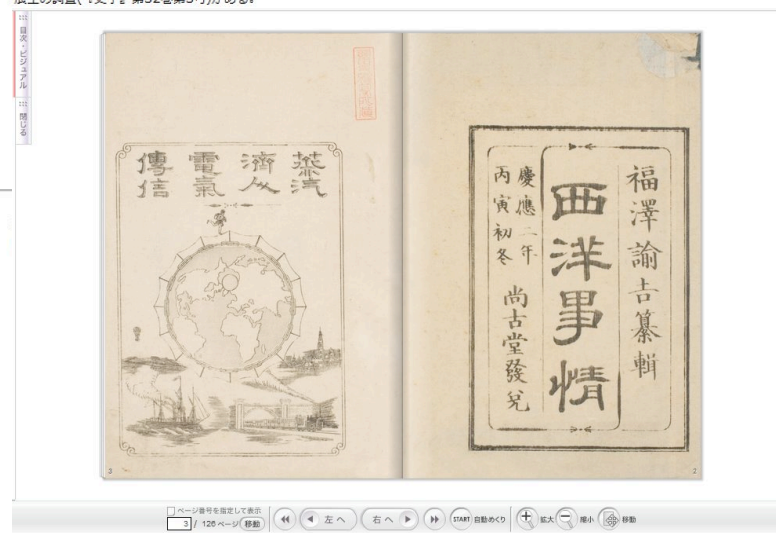 目次・ビジュアル
閉じる
福澤諭吉纂輯
西洋事情
慶應二年
丙寅初冬
尚古堂發兌
蒸汽
濟人
電氣
傳信
ページ番号を指定して表示
3 / 126 ページ 移動
左へ
右へ
START 自動めくり
拡大
縮小
移動